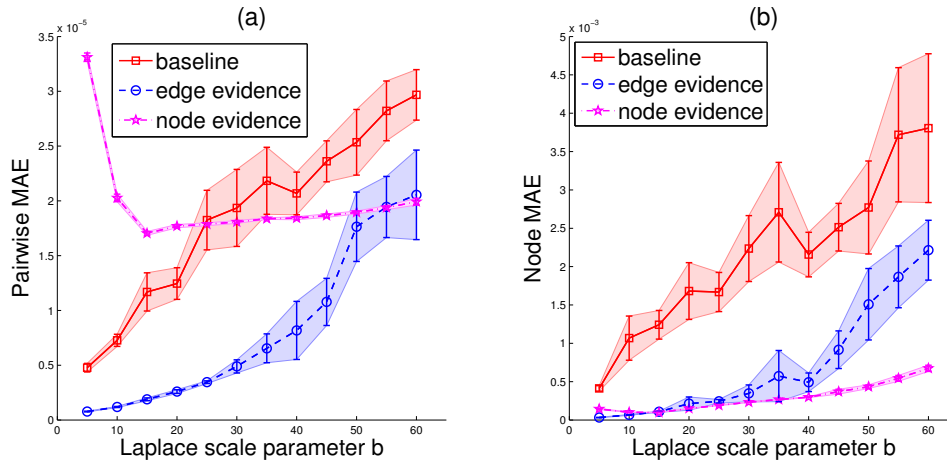 (a)
x 10⁻⁵
3.5
3
2.5
2
1.5
1
0.5
0
0 10 20 30 40 50 60
Pairwise MAE
Laplace scale parameter b
baseline
edge evidence
node evidence
(b)
x 10⁻³
5
4.5
4
3.5
3
2.5
2
1.5
1
0.5
0
0 10 20 30 40 50 60
Node MAE
Laplace scale parameter b
baseline
edge evidence
node evidence